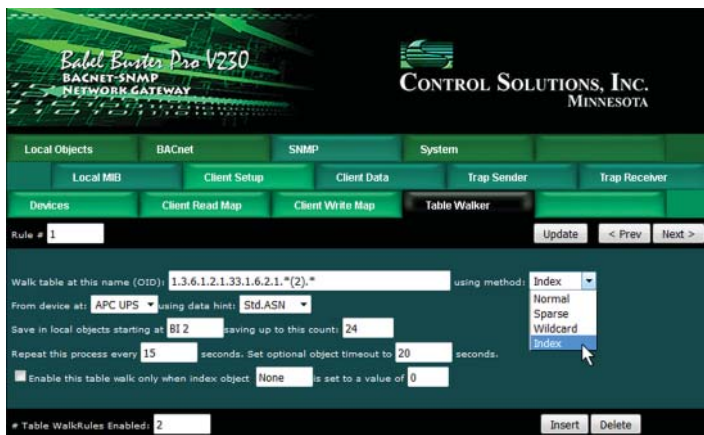 Babel Buster Pro V230
BACNET-SNMP
NETWORK GATEWAY
CONTROL SOLUTIONS, INC.
MINNESOTA
Local Objects BACnet SNMP System
Local MIB Client Setup Client Data Trap Sender Trap Receiver
Devices Client Read Map Client Write Map Table Walker
Rule # 1 Update < Prev Next >
Walk table at this name (OID): 1.3.6.1.2.1.33.1.6.2.1.*(2).* using method: Index
Normal
Sparse
Wildcard
Index
From device at: APC UPS using data hint: Std.ASN
Save in local objects starting at BI 2 saving up to this count: 24
Repeat this process every 15 seconds. Set optional object timeout to 20 seconds.
Enable this table walk only when index object None is set to a value of 0
# Table WalkRules Enabled: 2 Insert Delete